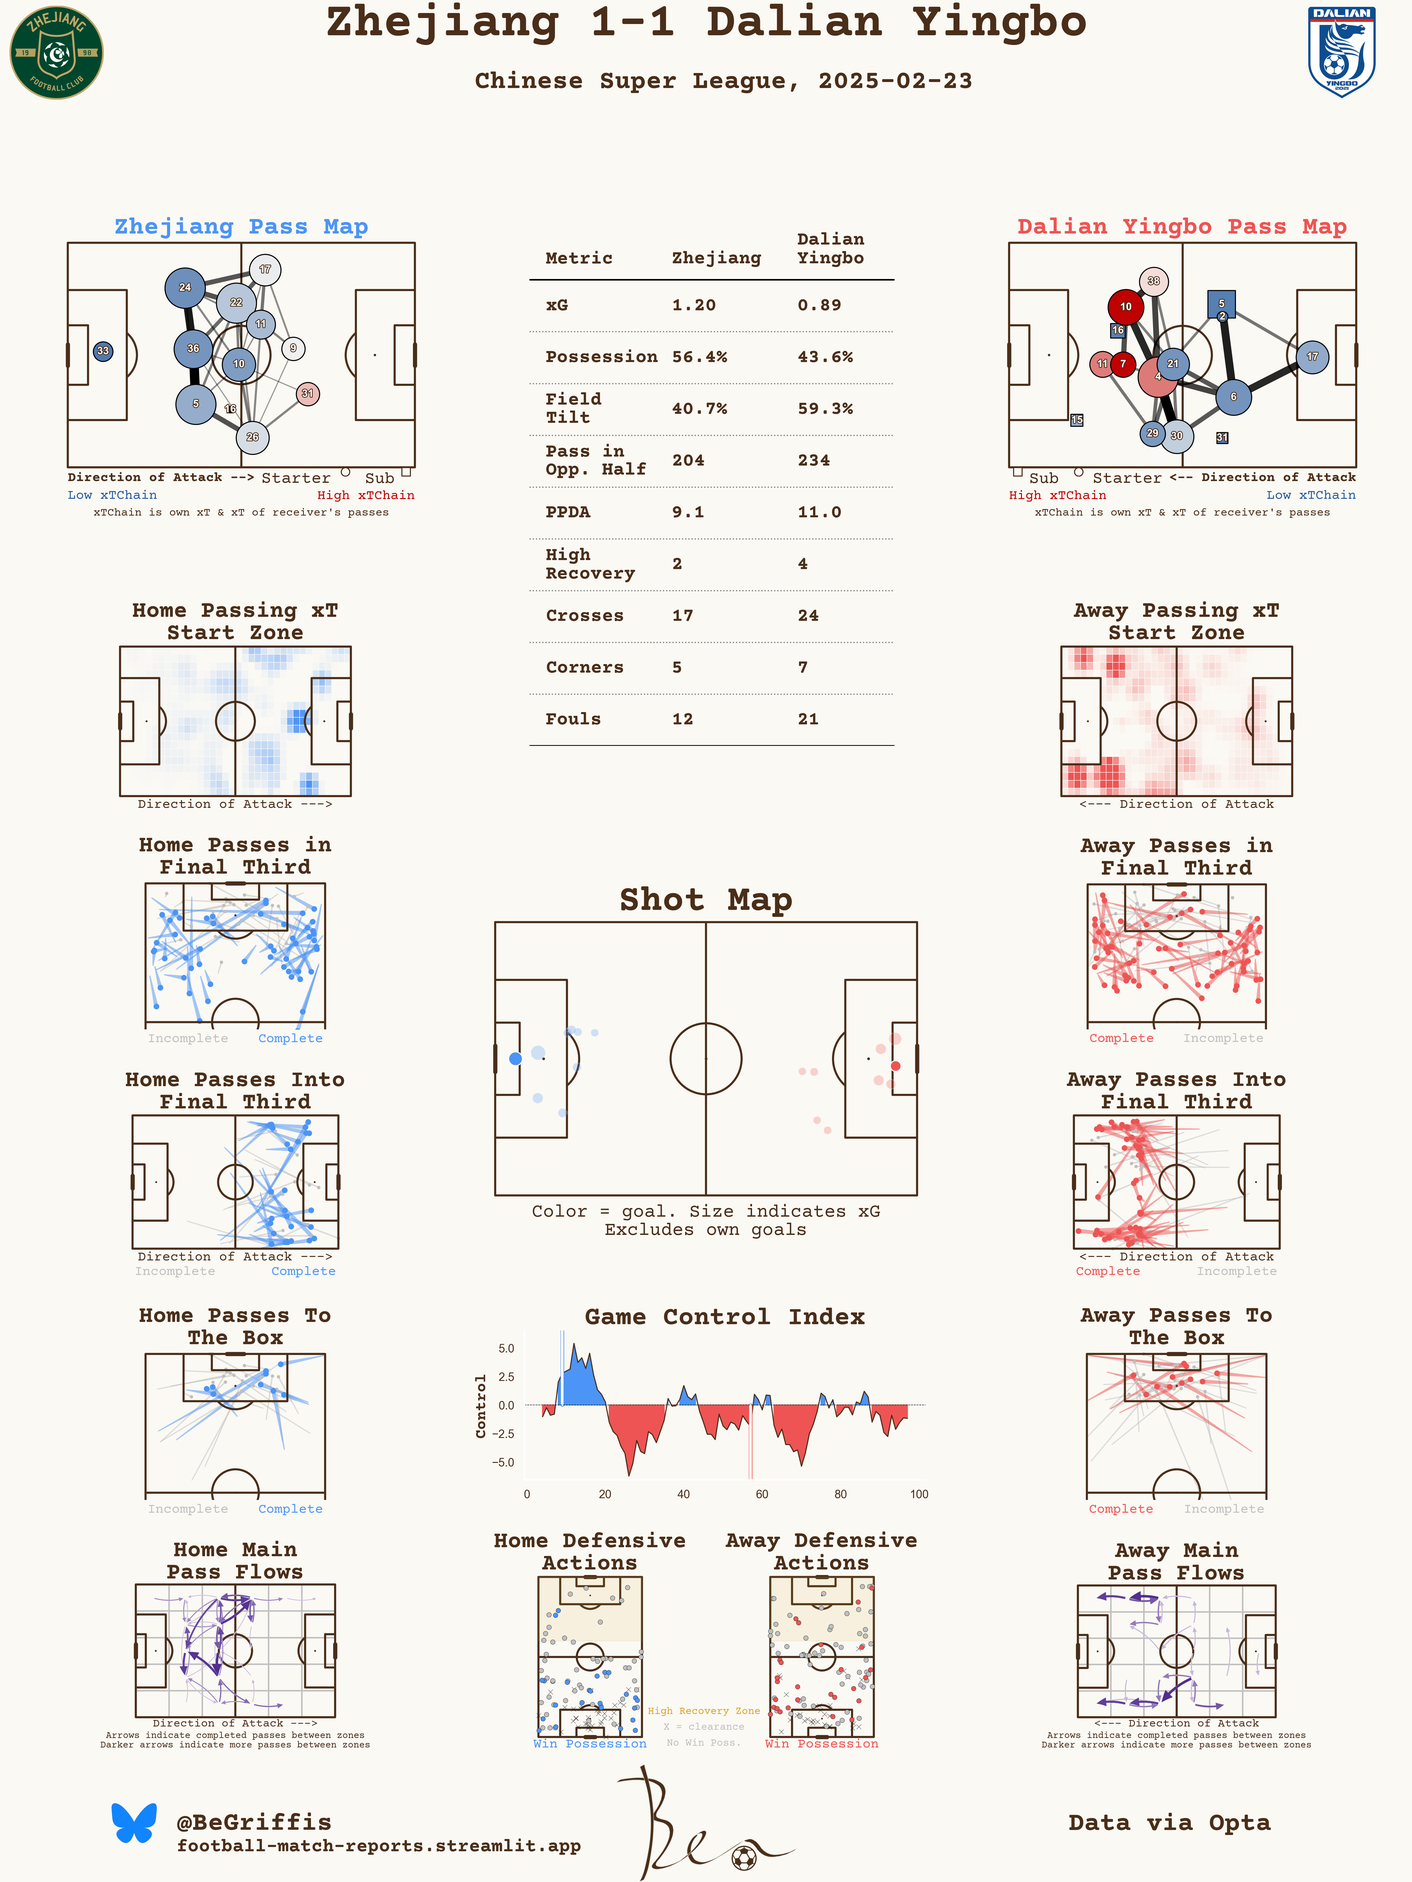 Zhejiang 1-1 Dalian Yingbo
Chinese Super League, 2025-02-23
ZHEJIANG
19 98
FOOTBALL CLUB
DALIAN
YINGBO
Zhejiang Pass Map
24
17
22
11
33
36
9
10
5
16
31
26
Direction of Attack --> Starter Sub
Low xTChain High xTChain
xTChain is own xT & xT of receiver's passes
Metric Zhejiang Dalian Yingbo
xG 1.20 0.89
Possession 56.4% 43.6%
Field Tilt 40.7% 59.3%
Pass in Opp. Half 204 234
PPDA 9.1 11.0
High Recovery 2 4
Crosses 17 24
Corners 5 7
Fouls 12 21
Dalian Yingbo Pass Map
38
10
5
2
16
17
11
7
21
4
6
15
29
30
31
Sub Starter <-- Direction of Attack
High xTChain Low xTChain
xTChain is own xT & xT of receiver's passes
Home Passing xT
Start Zone
Direction of Attack --->
Away Passing xT
Start Zone
<--- Direction of Attack
Home Passes in
Final Third
Incomplete Complete
Away Passes in
Final Third
Complete Incomplete
Shot Map
Color = goal. Size indicates xG
Excludes own goals
Home Passes Into
Final Third
Direction of Attack --->
Incomplete Complete
Away Passes Into
Final Third
<--- Direction of Attack
Complete Incomplete
Home Passes To
The Box
Incomplete Complete
Game Control Index
Control
5.0
2.5
0.0
−2.5
−5.0
0 20 40 60 80 100
Away Passes To
The Box
Complete Incomplete
Home Main
Pass Flows
Direction of Attack --->
Arrows indicate completed passes between zones
Darker arrows indicate more passes between zones
Home Defensive
Actions
Win Possession
High Recovery Zone
X = clearance
No Win Poss.
Away Defensive
Actions
Win Possession
Away Main
Pass Flows
<--- Direction of Attack
Arrows indicate completed passes between zones
Darker arrows indicate more passes between zones
@BeGriffis
football-match-reports.streamlit.app
Ben
Data via Opta